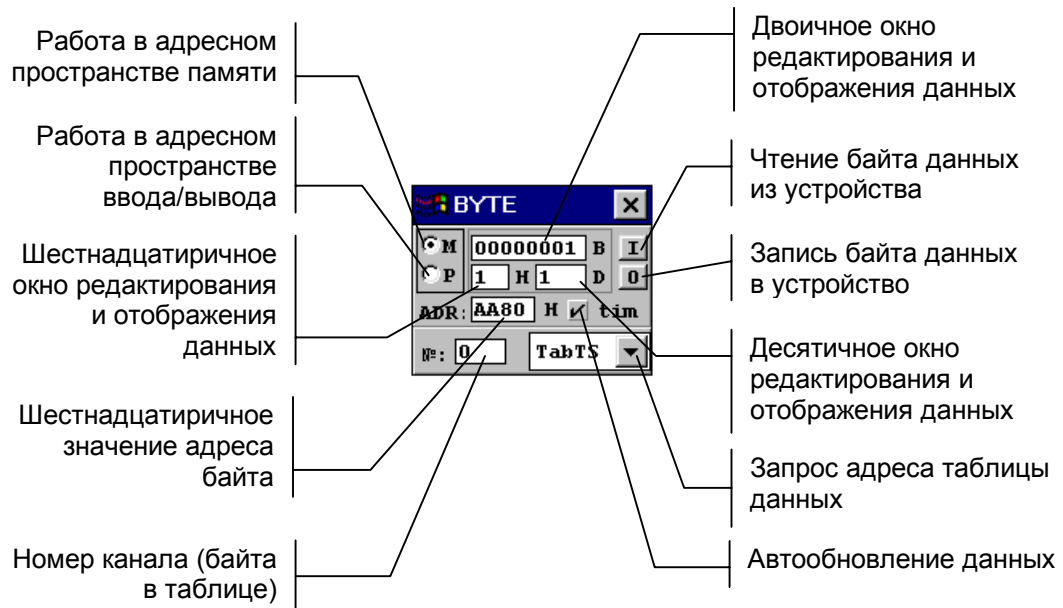 Работа в адресном
пространстве памяти
Работа в адресном
пространстве
ввода/вывода
Шестнадцатиричное
окно редактирования
и отображения
данных
Шестнадцатиричное
значение адреса
байта
Номер канала (байта
в таблице)
BYTE
M 00000001 B I
P 1 H 1 D O
ADR: AA80 H tim
№: 0 TabTS
Двоичное окно
редактирования и
отображения данных
Чтение байта данных
из устройства
Запись байта данных
в устройство
Десятичное окно
редактирования и
отображения данных
Запрос адреса таблицы
данных
Автообновление данных